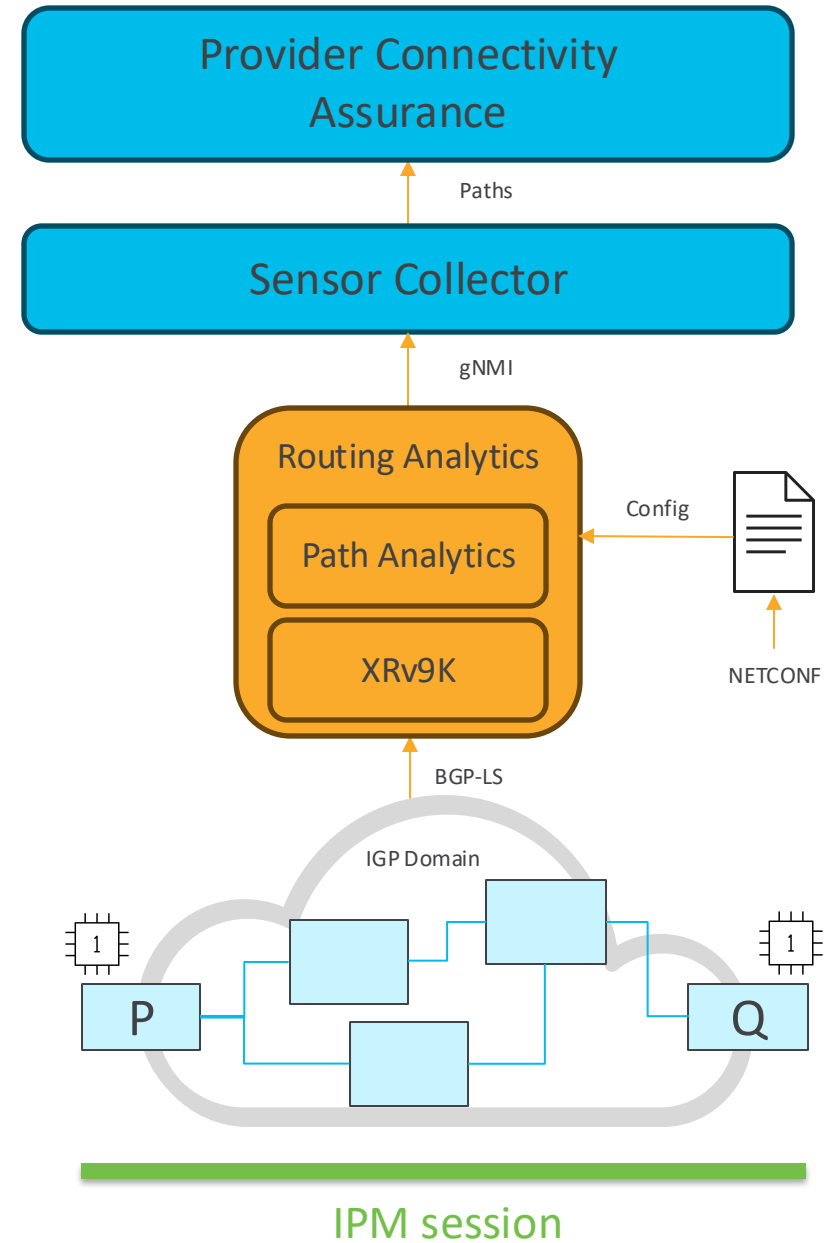 Provider Connectivity
Assurance
Paths
Sensor Collector
gNMI
Routing Analytics
Config
Path Analytics
XRv9K
NETCONF
BGP-LS
IGP Domain
1
1
P
Q
IPM session